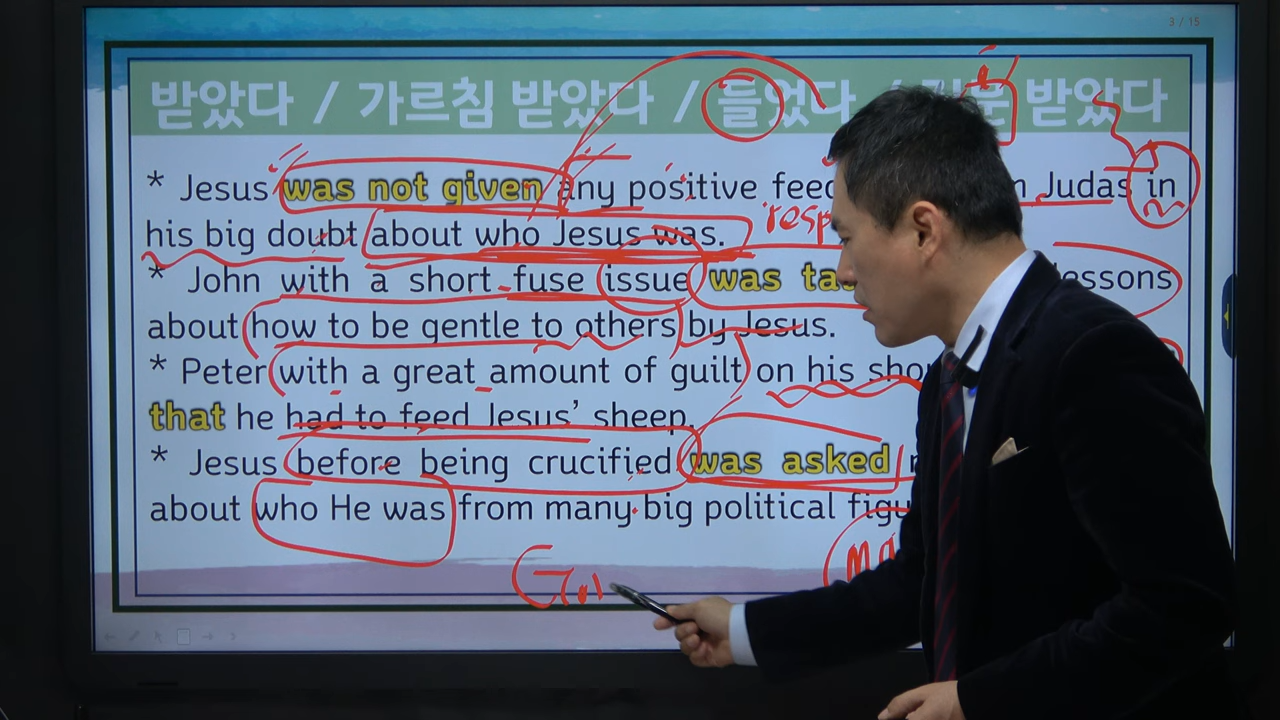 3 / 15
받았다 / 가르침 받았다 / 들었다 / 받았다
* Jesus was not given any positive Judas in
his big doubt about who Jesus was. resp
* John with a short fuse issue was lessons
about how to be gentle to others by Jesus.
* Peter with a great amount of guilt on his
that he had to feed Jesus’ sheep.
* Jesus before being crucified was asked
about who He was from many big political